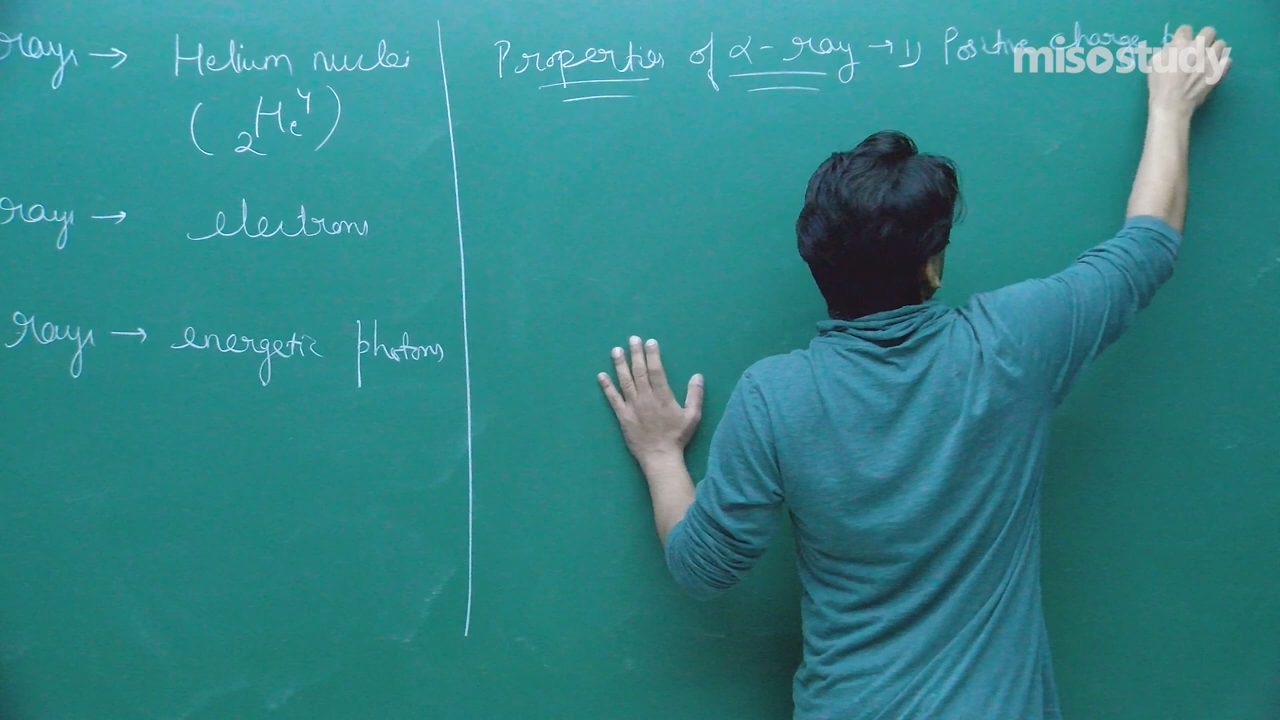 rays → Helium nuclei
( ₂He⁴ )
rays → electrons
rays → energetic photons
Properties of α-ray → 1) Positive charge
misostudy